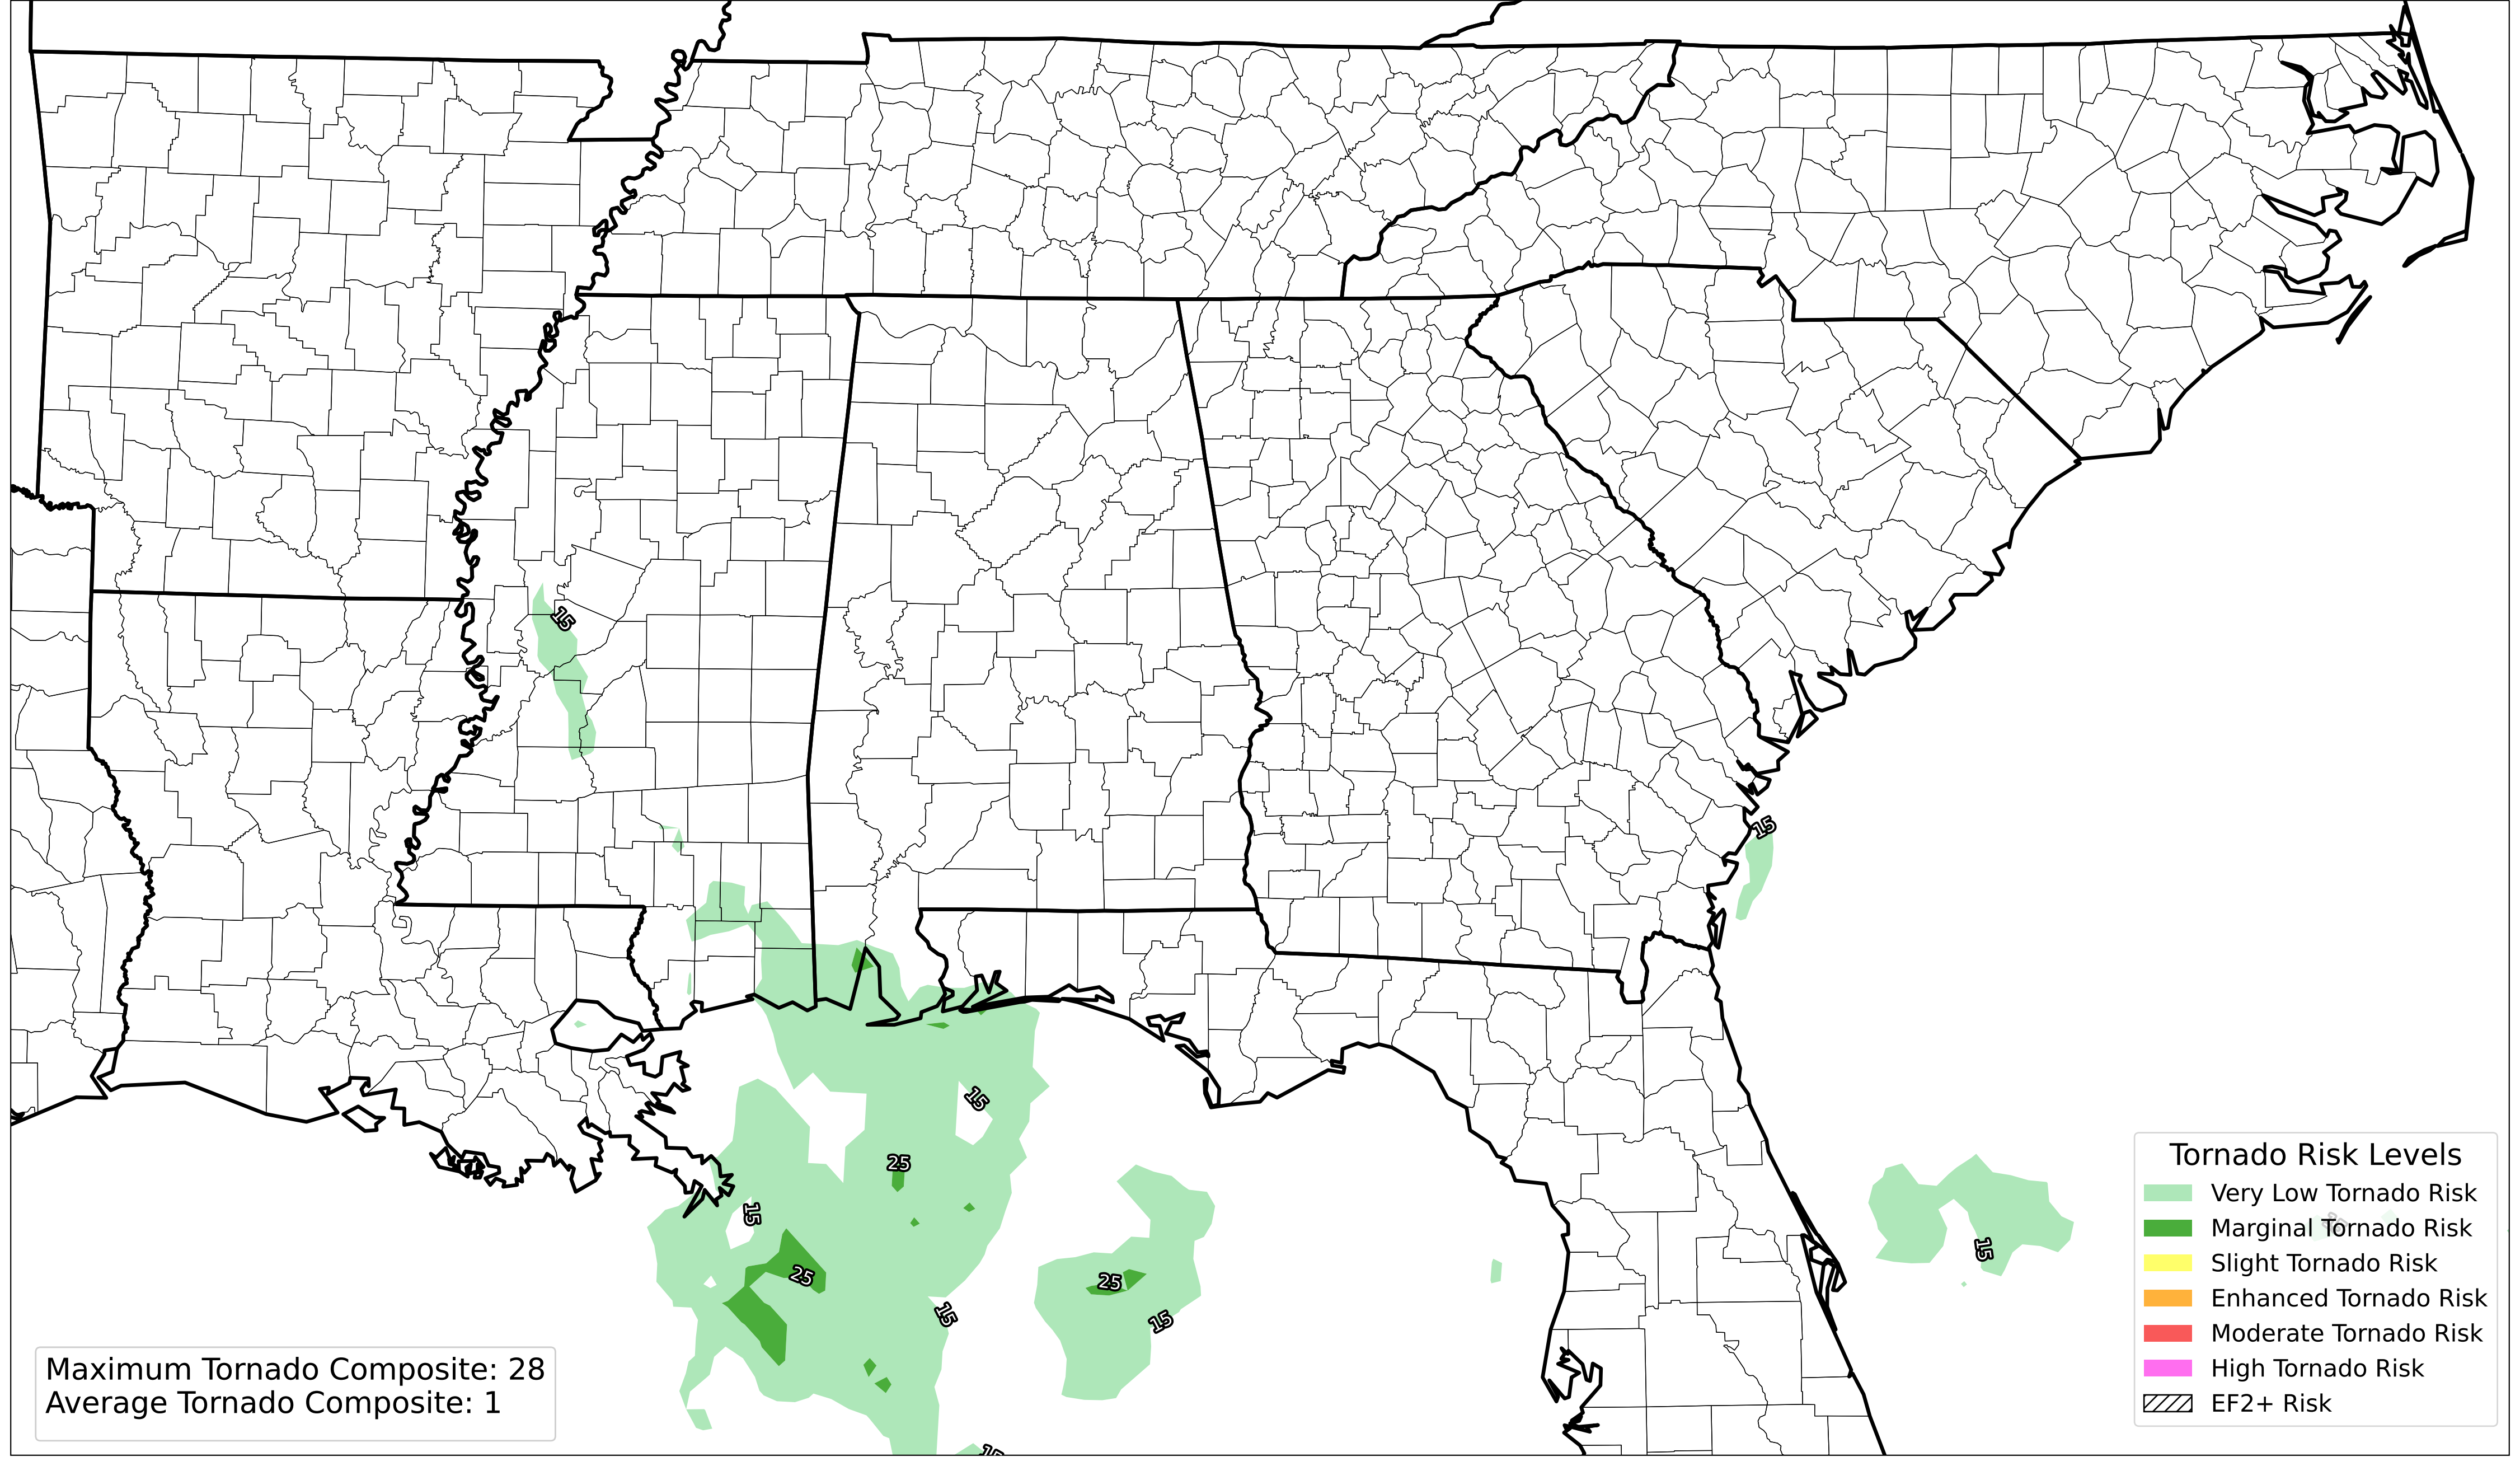 15
15
15
25
15
25
25
15
15
15
15
Tornado Risk Levels
Very Low Tornado Risk
Marginal Tornado Risk
Slight Tornado Risk
Enhanced Tornado Risk
Moderate Tornado Risk
High Tornado Risk
EF2+ Risk
Maximum Tornado Composite: 28
Average Tornado Composite: 1